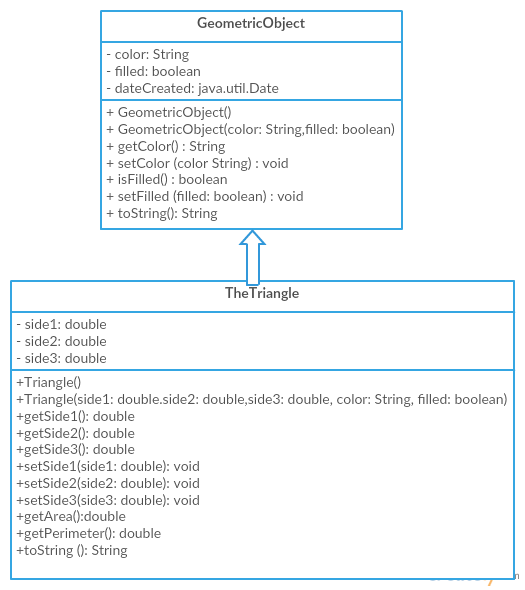 GeometricObject
- color: String
- filled: boolean
- dateCreated: java.util.Date
+ GeometricObject()
+ GeometricObject(color: String,filled: boolean)
+ getColor() : String
+ setColor (color String) : void
+ isFilled() : boolean
+ setFilled (filled: boolean) : void
+ toString(): String
TheTriangle
- side1: double
- side2: double
- side3: double
+Triangle()
+Triangle(side1: double.side2: double,side3: double, color: String, filled: boolean)
+getSide1(): double
+getSide2(): double
+getSide3(): double
+setSide1(side1: double): void
+setSide2(side2: double): void
+setSide3(side3: double): void
+getArea():double
+getPerimeter(): double
+toString (): String